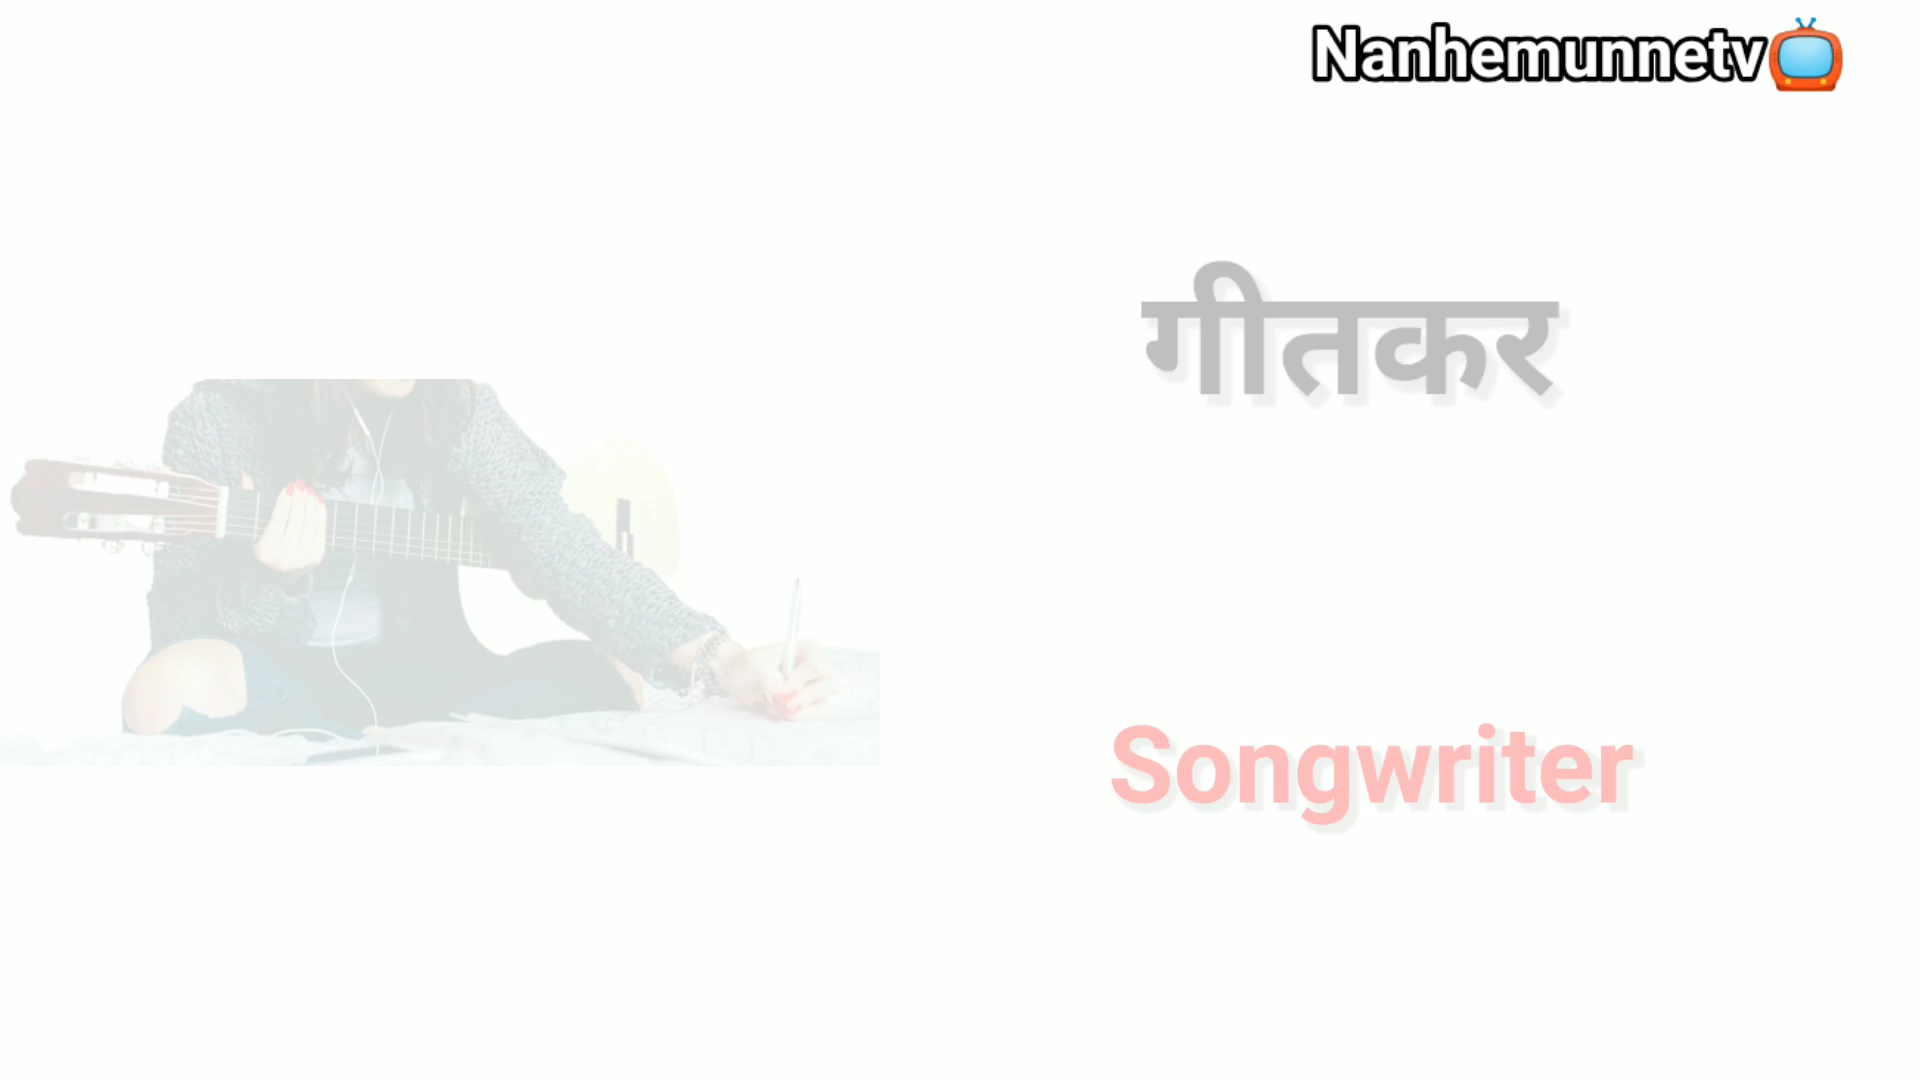 Nanhemunnetv
गीतकर
Songwriter